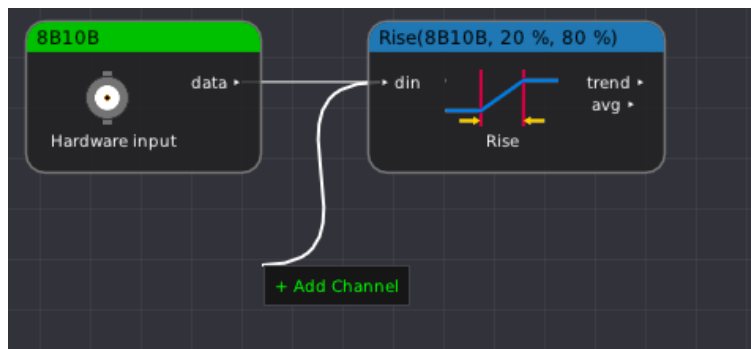 8B10B
data
Hardware input
Rise(8B10B, 20 %, 80 %)
din
trend
avg
Rise
+ Add Channel